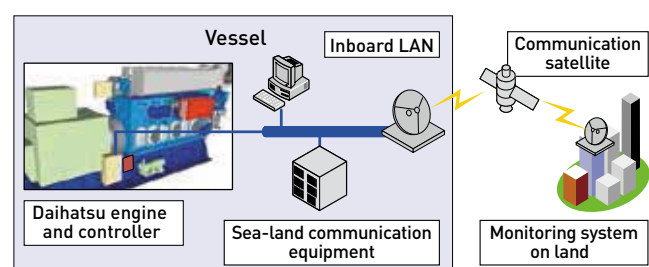 Vessel
Inboard LAN
Communication
satellite
Daihatsu engine
and controller
Sea-land communication
equipment
Monitoring system
on land